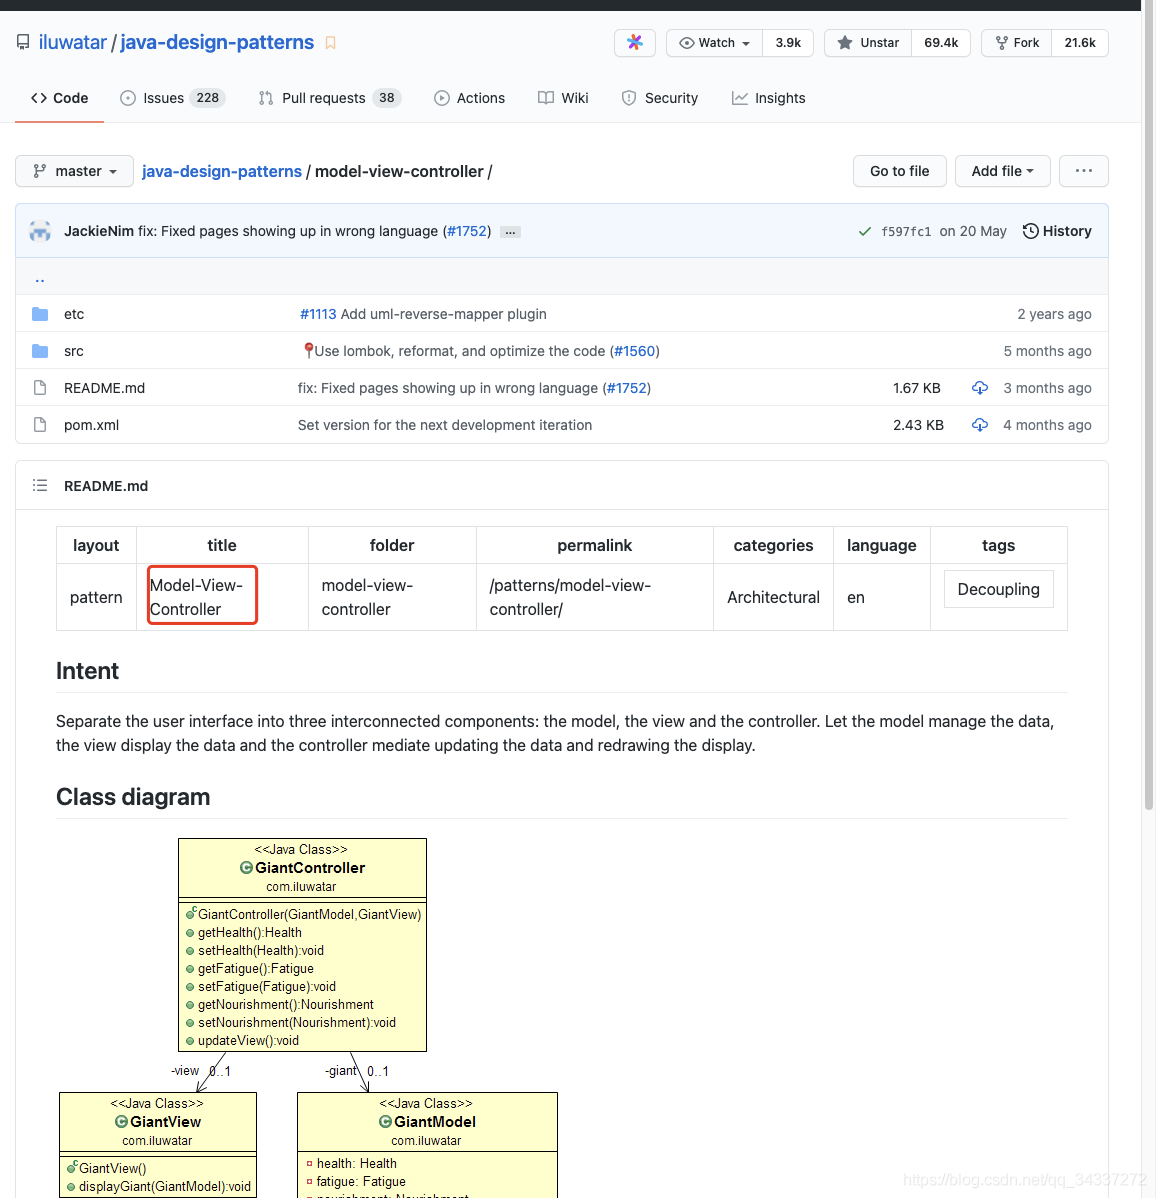 iluwatar / java-design-patterns
Watch 3.9k
Unstar 69.4k
Fork 21.6k
Code
Issues 228
Pull requests 38
Actions
Wiki
Security
Insights
master
java-design-patterns / model-view-controller /
Go to file
Add file
...
JackieNim fix: Fixed pages showing up in wrong language (#1752) ...
f597fc1 on 20 May
History
..
etc #1113 Add uml-reverse-mapper plugin 2 years ago
src Use lombok, reformat, and optimize the code (#1560) 5 months ago
README.md fix: Fixed pages showing up in wrong language (#1752) 1.67 KB 3 months ago
pom.xml Set version for the next development iteration 2.43 KB 4 months ago
README.md
layout title folder permalink categories language tags
pattern
Model-View-
Controller
model-view-
controller
/patterns/model-view-
controller/
Architectural
en
Decoupling
Intent
Separate the user interface into three interconnected components: the model, the view and the controller. Let the model manage the data,
the view display the data and the controller mediate updating the data and redrawing the display.
Class diagram
<<Java Class>>
C GiantController
com.iluwatar
GiantController(GiantModel,GiantView)
getHealth():Health
setHealth(Health):void
getFatigue():Fatigue
setFatigue(Fatigue):void
getNourishment():Nourishment
setNourishment(Nourishment):void
updateView():void
-view 0..1
-giant 0..1
<<Java Class>>
C GiantView
com.iluwatar
GiantView()
displayGiant(GiantModel):void
<<Java Class>>
C GiantModel
com.iluwatar
health: Health
fatigue: Fatigue
nourishment: Nourishment
https://blog.csdn.net/qq_34337272